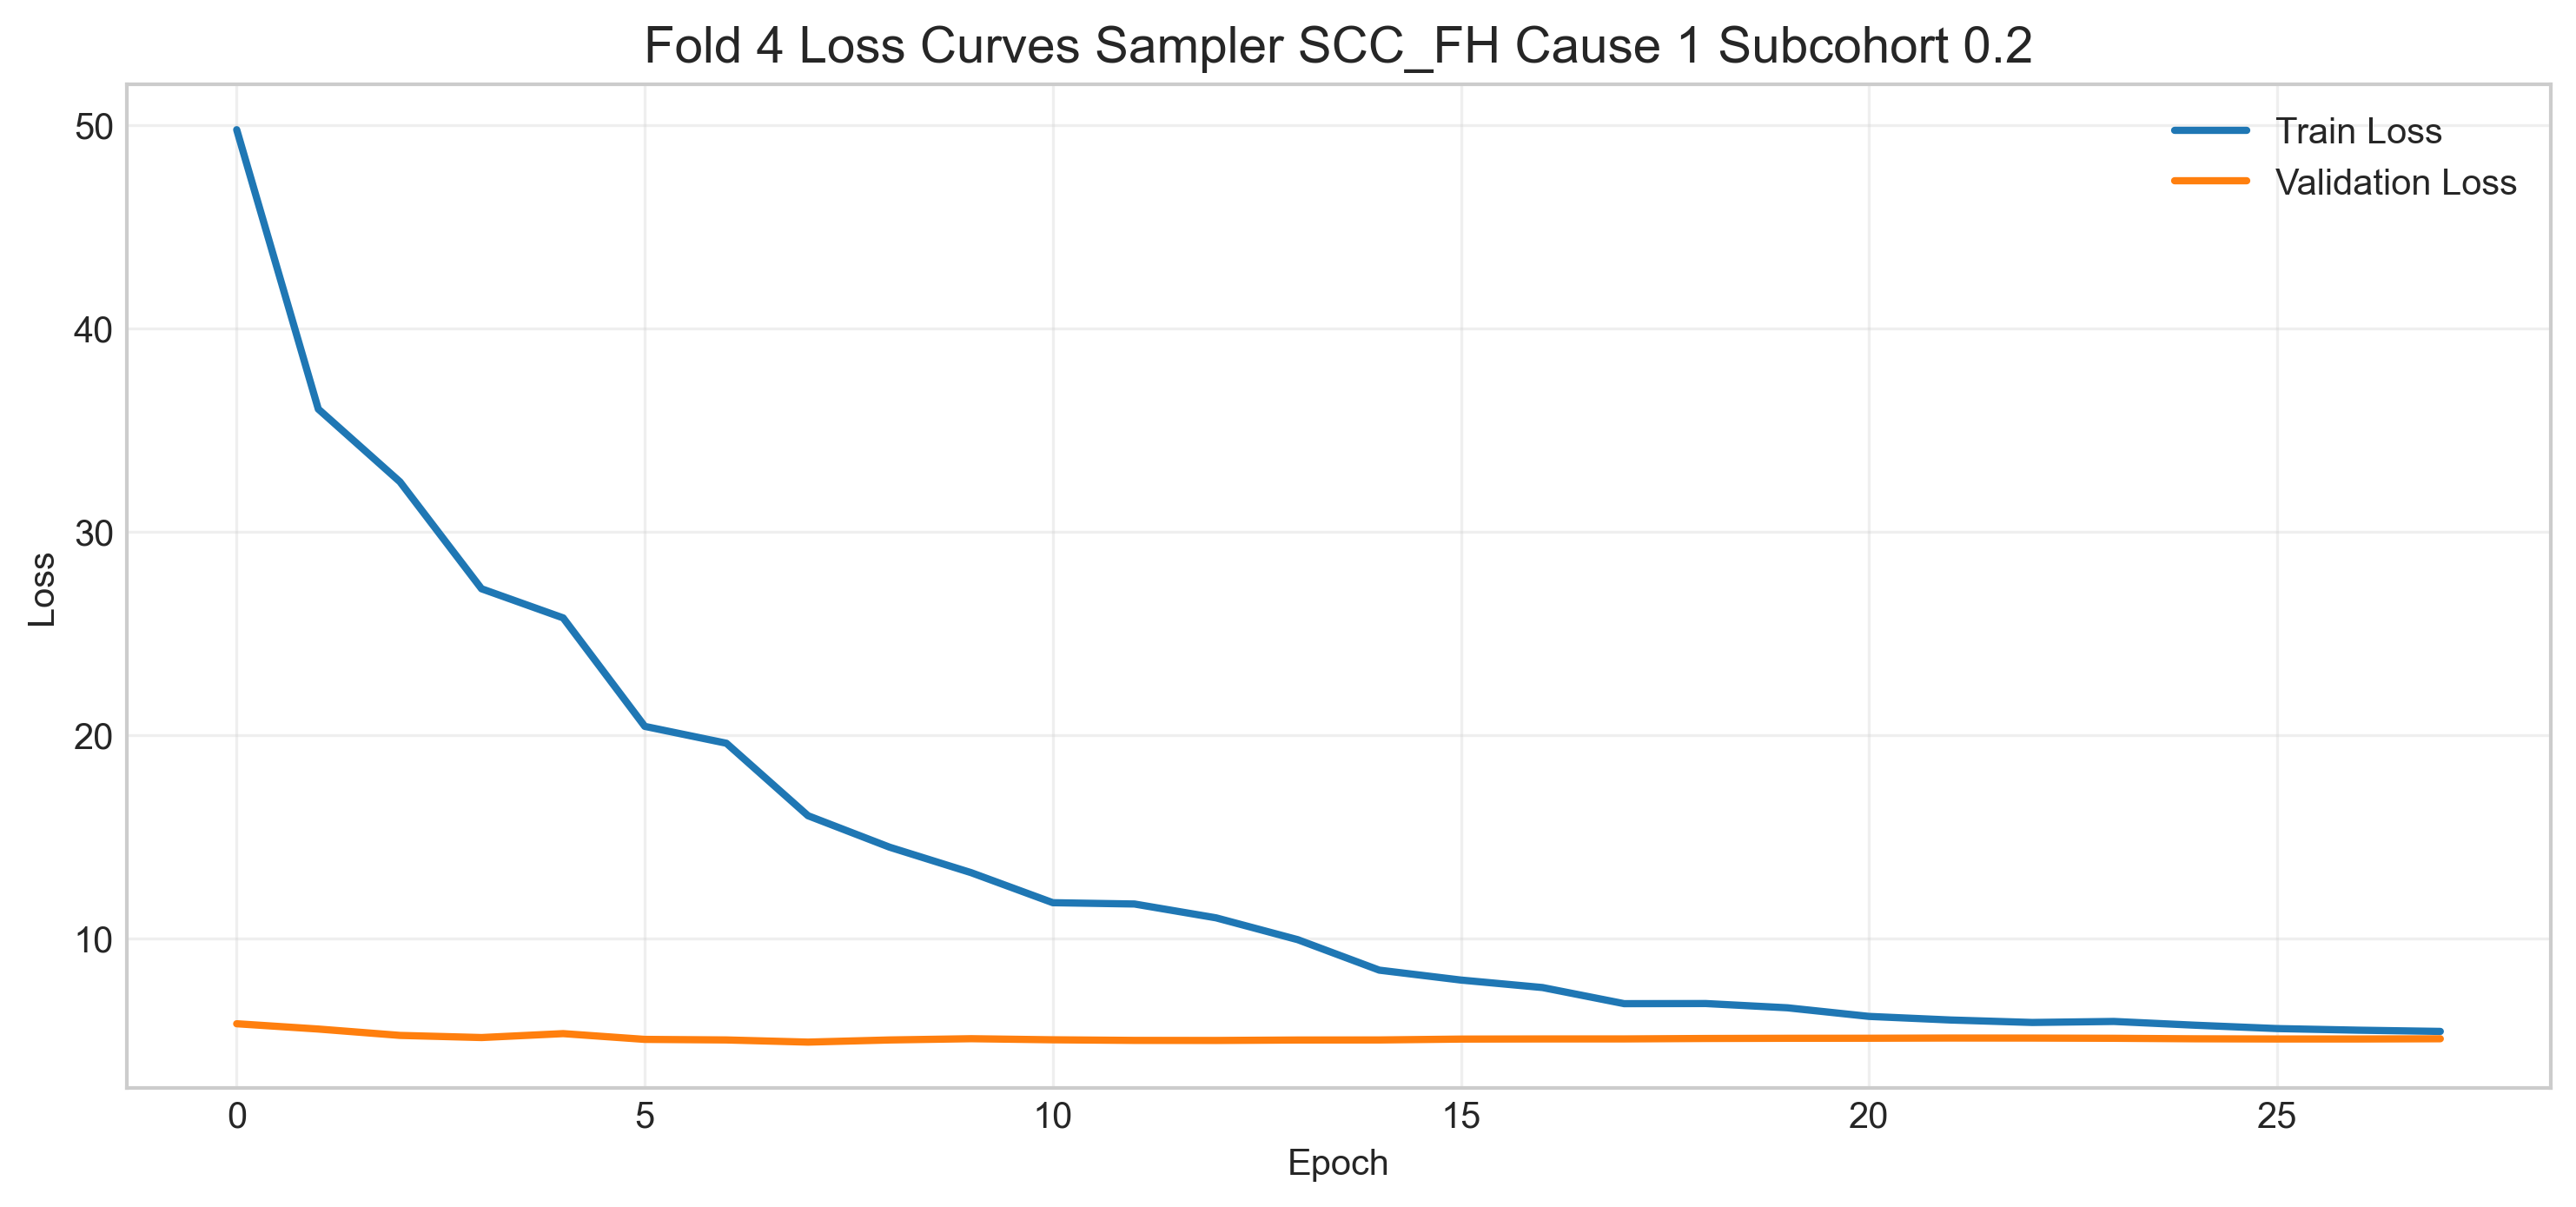 Fold 4 Loss Curves Sampler SCC_FH Cause 1 Subcohort 0.2
Train Loss
Validation Loss
Loss
50
40
30
20
10
0 5 10 15 20 25
Epoch